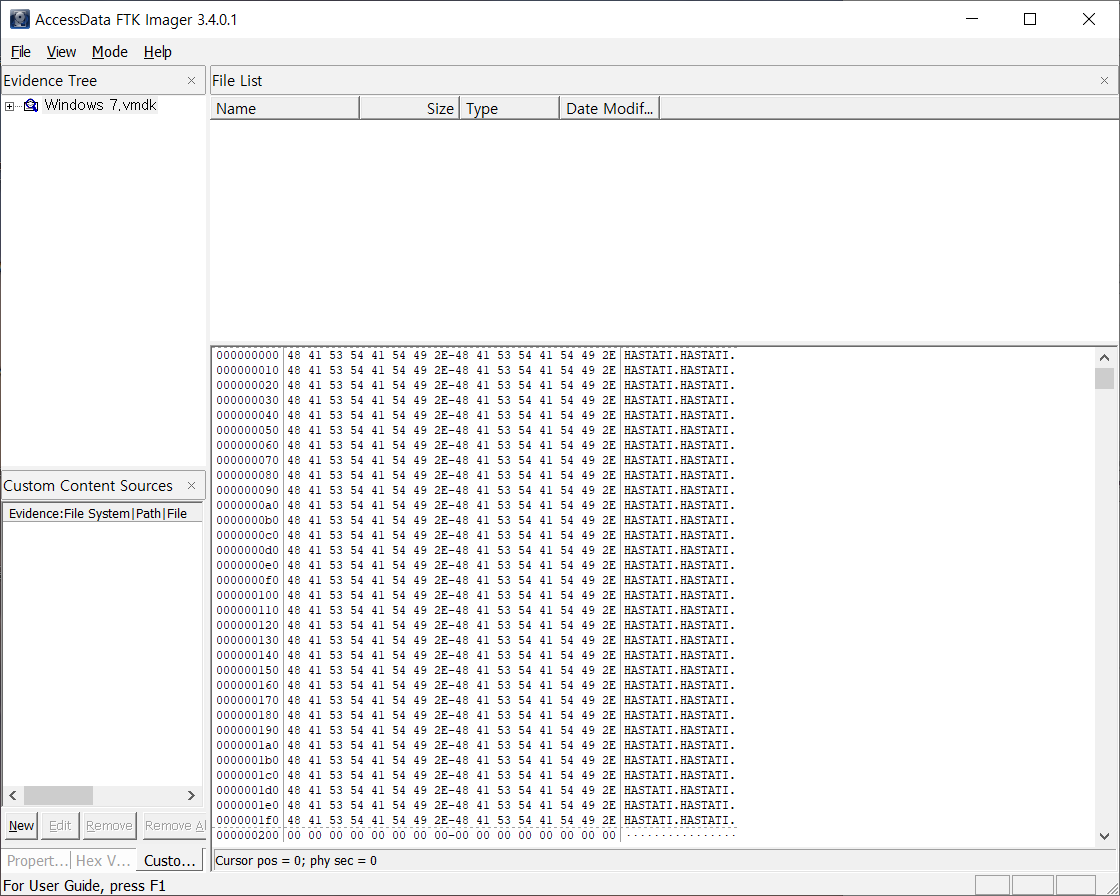 AccessData FTK Imager 3.4.0.1
File View Mode Help
Evidence Tree
Windows 7.vmdk
File List
Name Size Type Date Modif...
000000000 48 41 53 54 41 54 49 2E-48 41 53 54 41 54 49 2E HASTATI.HASTATI.
000000010 48 41 53 54 41 54 49 2E-48 41 53 54 41 54 49 2E HASTATI.HASTATI.
000000020 48 41 53 54 41 54 49 2E-48 41 53 54 41 54 49 2E HASTATI.HASTATI.
000000030 48 41 53 54 41 54 49 2E-48 41 53 54 41 54 49 2E HASTATI.HASTATI.
000000040 48 41 53 54 41 54 49 2E-48 41 53 54 41 54 49 2E HASTATI.HASTATI.
000000050 48 41 53 54 41 54 49 2E-48 41 53 54 41 54 49 2E HASTATI.HASTATI.
000000060 48 41 53 54 41 54 49 2E-48 41 53 54 41 54 49 2E HASTATI.HASTATI.
000000070 48 41 53 54 41 54 49 2E-48 41 53 54 41 54 49 2E HASTATI.HASTATI.
000000080 48 41 53 54 41 54 49 2E-48 41 53 54 41 54 49 2E HASTATI.HASTATI.
000000090 48 41 53 54 41 54 49 2E-48 41 53 54 41 54 49 2E HASTATI.HASTATI.
0000000a0 48 41 53 54 41 54 49 2E-48 41 53 54 41 54 49 2E HASTATI.HASTATI.
0000000b0 48 41 53 54 41 54 49 2E-48 41 53 54 41 54 49 2E HASTATI.HASTATI.
0000000c0 48 41 53 54 41 54 49 2E-48 41 53 54 41 54 49 2E HASTATI.HASTATI.
0000000d0 48 41 53 54 41 54 49 2E-48 41 53 54 41 54 49 2E HASTATI.HASTATI.
0000000e0 48 41 53 54 41 54 49 2E-48 41 53 54 41 54 49 2E HASTATI.HASTATI.
0000000f0 48 41 53 54 41 54 49 2E-48 41 53 54 41 54 49 2E HASTATI.HASTATI.
000000100 48 41 53 54 41 54 49 2E-48 41 53 54 41 54 49 2E HASTATI.HASTATI.
000000110 48 41 53 54 41 54 49 2E-48 41 53 54 41 54 49 2E HASTATI.HASTATI.
000000120 48 41 53 54 41 54 49 2E-48 41 53 54 41 54 49 2E HASTATI.HASTATI.
000000130 48 41 53 54 41 54 49 2E-48 41 53 54 41 54 49 2E HASTATI.HASTATI.
000000140 48 41 53 54 41 54 49 2E-48 41 53 54 41 54 49 2E HASTATI.HASTATI.
000000150 48 41 53 54 41 54 49 2E-48 41 53 54 41 54 49 2E HASTATI.HASTATI.
000000160 48 41 53 54 41 54 49 2E-48 41 53 54 41 54 49 2E HASTATI.HASTATI.
000000170 48 41 53 54 41 54 49 2E-48 41 53 54 41 54 49 2E HASTATI.HASTATI.
000000180 48 41 53 54 41 54 49 2E-48 41 53 54 41 54 49 2E HASTATI.HASTATI.
000000190 48 41 53 54 41 54 49 2E-48 41 53 54 41 54 49 2E HASTATI.HASTATI.
0000001a0 48 41 53 54 41 54 49 2E-48 41 53 54 41 54 49 2E HASTATI.HASTATI.
0000001b0 48 41 53 54 41 54 49 2E-48 41 53 54 41 54 49 2E HASTATI.HASTATI.
0000001c0 48 41 53 54 41 54 49 2E-48 41 53 54 41 54 49 2E HASTATI.HASTATI.
0000001d0 48 41 53 54 41 54 49 2E-48 41 53 54 41 54 49 2E HASTATI.HASTATI.
0000001e0 48 41 53 54 41 54 49 2E-48 41 53 54 41 54 49 2E HASTATI.HASTATI.
0000001f0 48 41 53 54 41 54 49 2E-48 41 53 54 41 54 49 2E HASTATI.HASTATI.
000000200 00 00 00 00 00 00 00 00-00 00 00 00 00 00 00 00 ················
Custom Content Sources
Evidence:File System|Path|File
New Edit Remove Remove Al
Propert... Hex V... Custo...
Cursor pos = 0; phy sec = 0
For User Guide, press F1